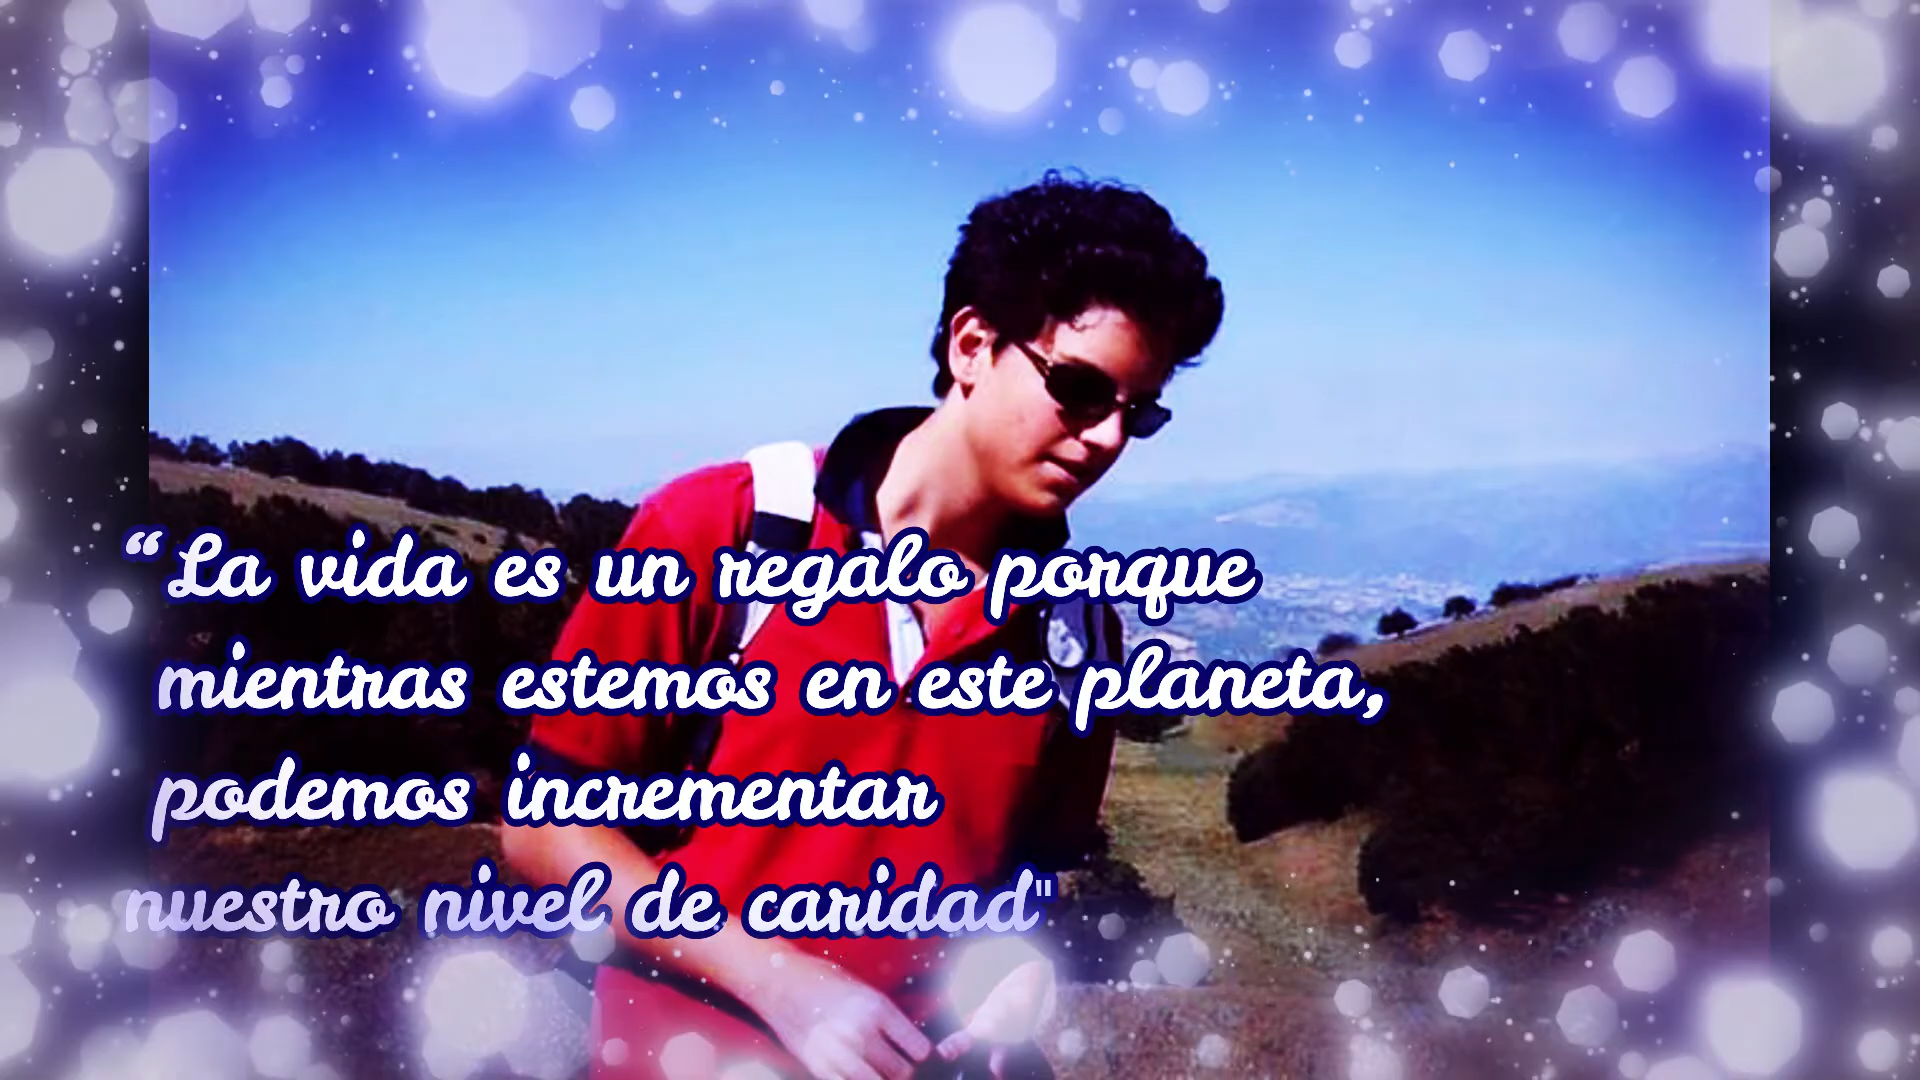 “La vida es un regalo porque
mientras estemos en este planeta,
podemos incrementar
nuestro nivel de caridad"